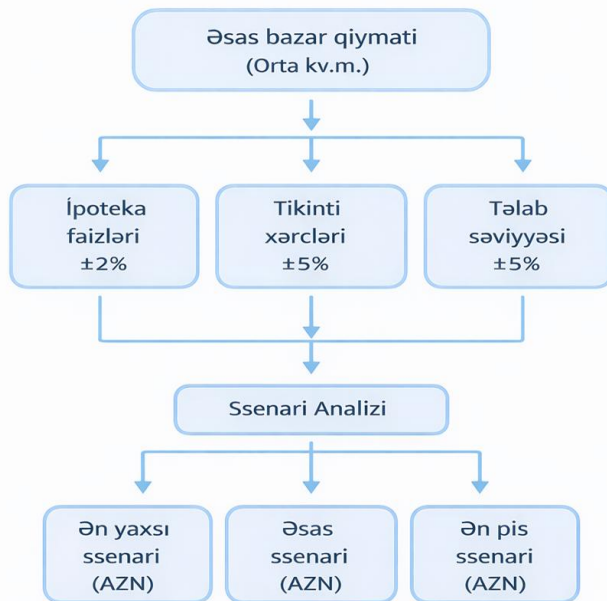 Əsas bazar qiymati
(Orta kv.m.)
İpoteka
faizləri
±2%
Tikinti
xərcləri
±5%
Təlab
səviyyəsi
±5%
Ssenari Analizi
Ən yaxsı
ssenari
(AZN)
Əsas
ssenari
(AZN)
Ən pis
ssenari
(AZN)